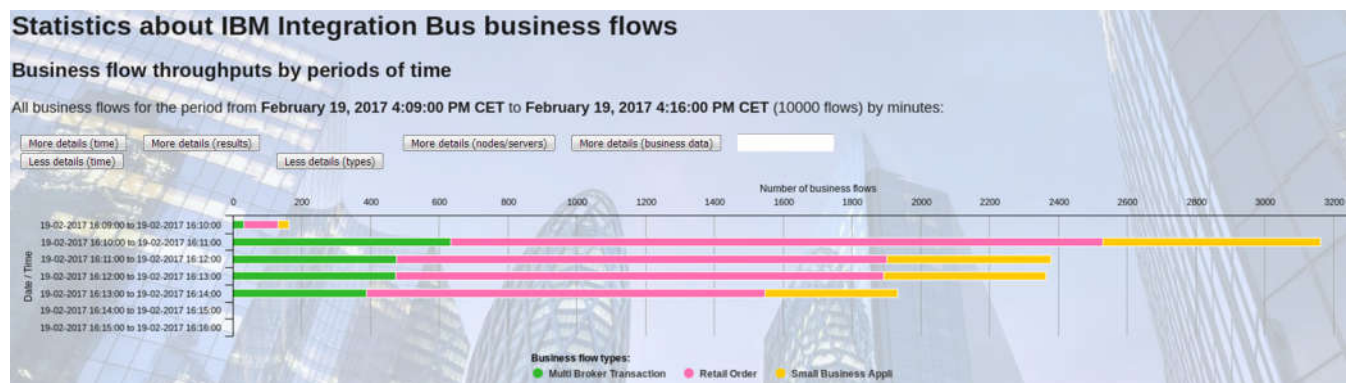 Statistics about IBM Integration Bus business flows
Business flow throughputs by periods of time
All business flows for the period from February 19, 2017 4:09:00 PM CET to February 19, 2017 4:16:00 PM CET (10000 flows) by minutes:
More details (time) More details (results) More details (nodes/servers) More details (business data)
Less details (time) Less details (types)
Number of business flows
0 200 400 600 800 1000 1200 1400 1600 1800 2000 2200 2400 2600 2800 3000 3200
Date / Time
19-02-2017 16:09:00 to 19-02-2017 16:10:00
19-02-2017 16:10:00 to 19-02-2017 16:11:00
19-02-2017 16:11:00 to 19-02-2017 16:12:00
19-02-2017 16:12:00 to 19-02-2017 16:13:00
19-02-2017 16:13:00 to 19-02-2017 16:14:00
19-02-2017 16:14:00 to 19-02-2017 16:15:00
19-02-2017 16:15:00 to 19-02-2017 16:16:00
Business flow types:
Multi Broker Transaction Retail Order Small Business Appli